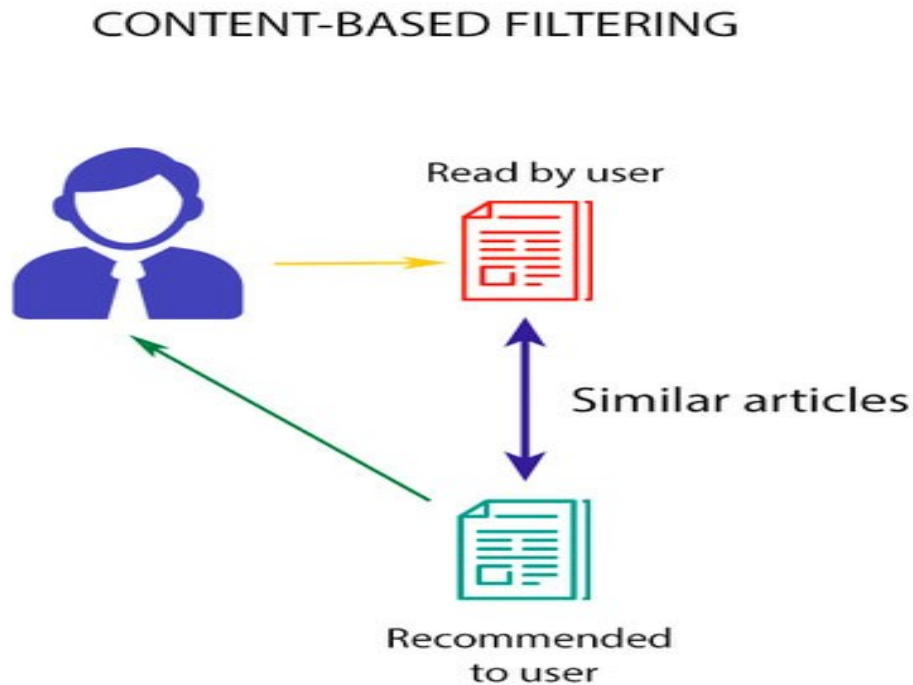 CONTENT-BASED FILTERING
Read by user
Similar articles
Recommended
to user